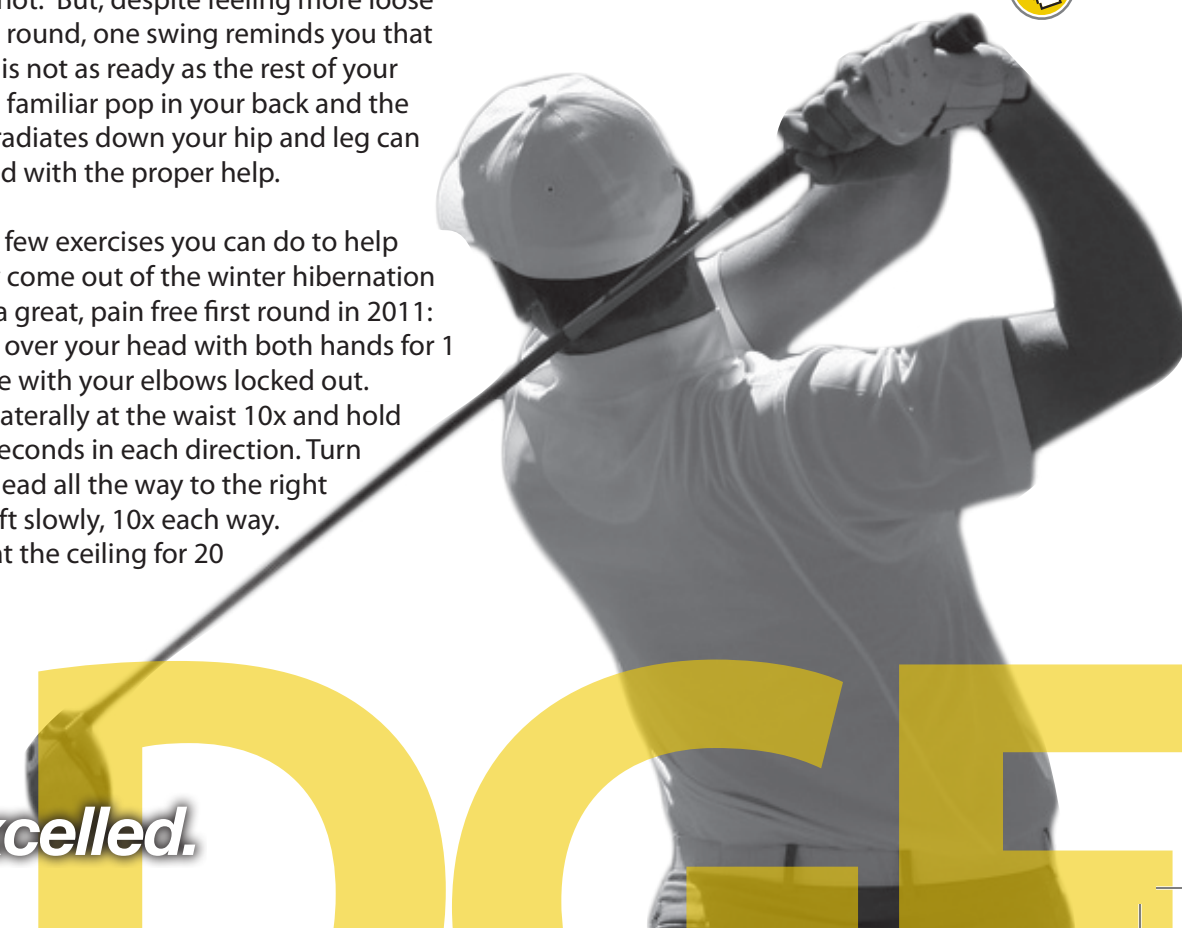 not. But, despite feeling more loose
round, one swing reminds you that
is not as ready as the rest of your
familiar pop in your back and the
radiates down your hip and leg can
d with the proper help.
few exercises you can do to help
come out of the winter hibernation
a great, pain free first round in 2011:
over your head with both hands for 1
e with your elbows locked out.
laterally at the waist 10x and hold
econds in each direction. Turn
ead all the way to the right
ft slowly, 10x each way.
at the ceiling for 20
xcelled.
DGE